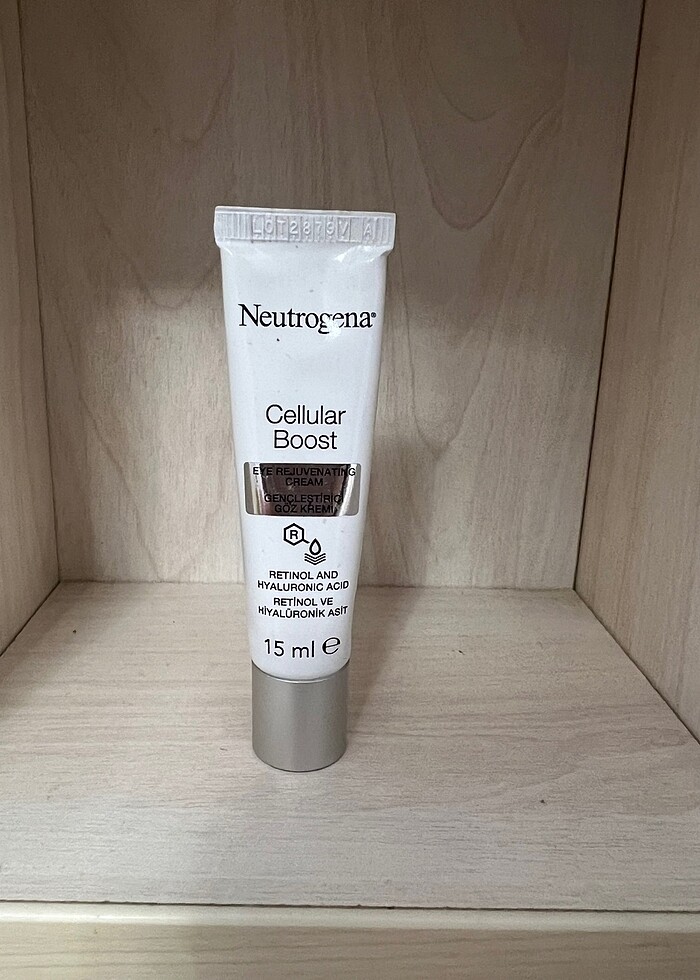 LOT2879V A
Neutrogena®
Cellular
Boost
EYE REJUVENATING
CREAM
GENÇLEŞTİRİCİ
GÖZ KREMİ
R
RETINOL AND
HYALURONIC ACID
RETİNOL VE
HİYALÜRONİK ASİT
15 ml ℮